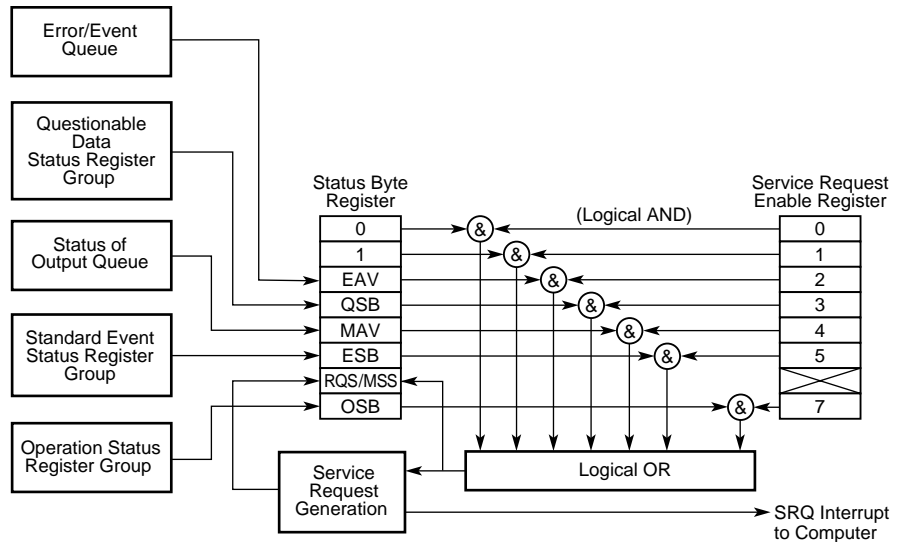 Error/Event
Queue
Questionable
Data
Status Register
Group
Status of
Output Queue
Standard Event
Status Register
Group
Operation Status
Register Group
Status Byte
Register
0
1
EAV
QSB
MAV
ESB
RQS/MSS
OSB
(Logical AND)
&
&
&
&
&
&
&
Service Request
Enable Register
0
1
2
3
4
5
7
Logical OR
Service
Request
Generation
SRQ Interrupt
to Computer